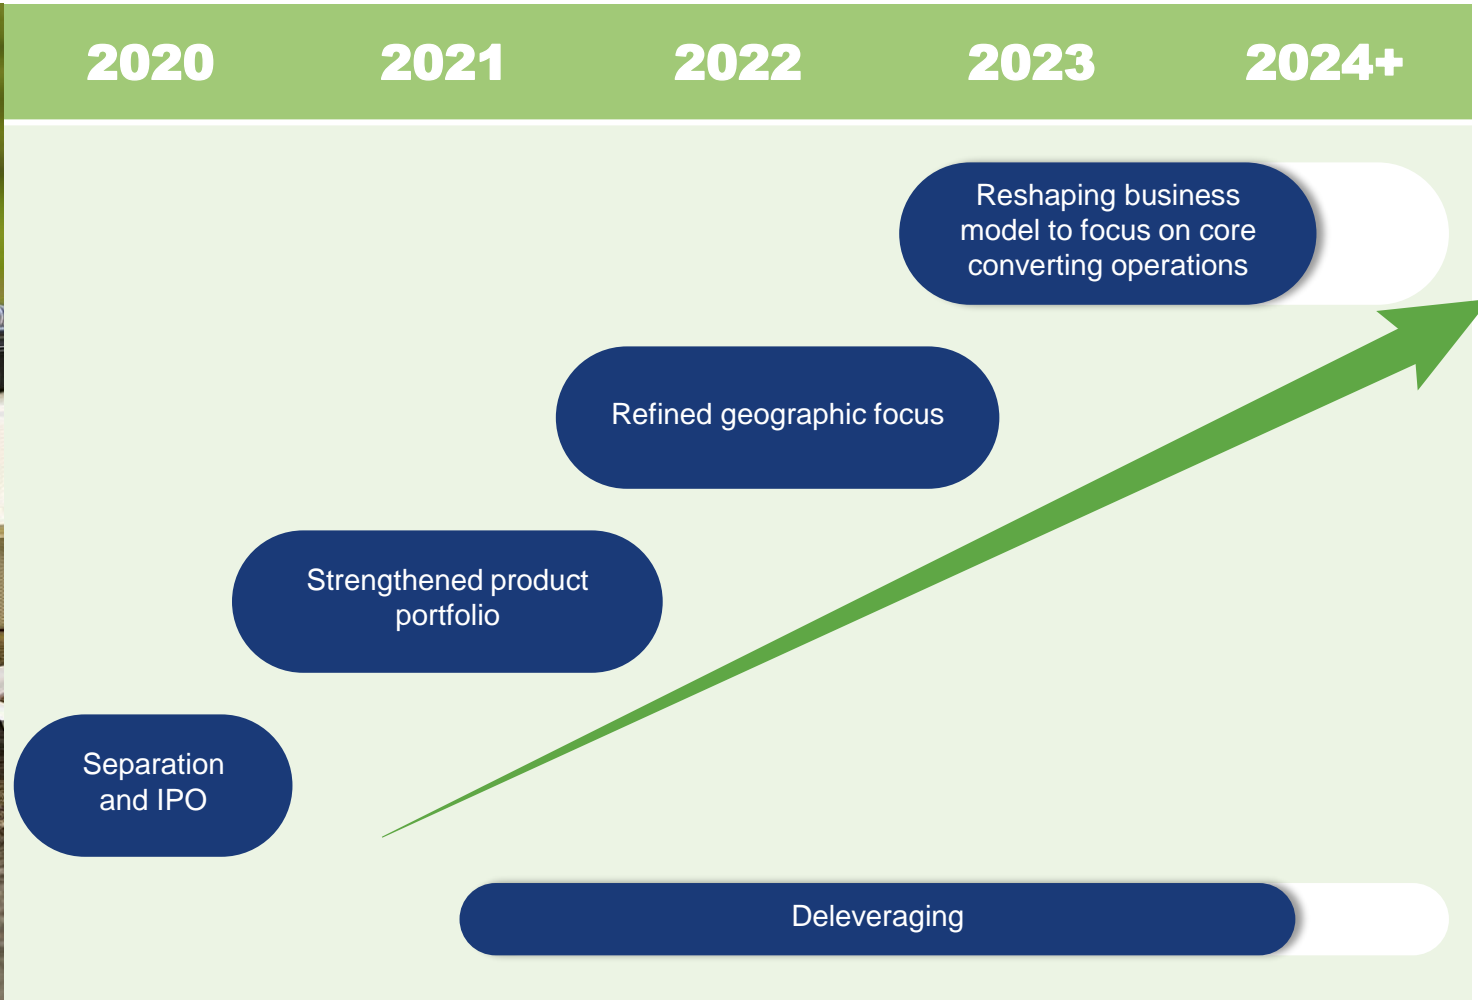 2020 2021 2022 2023 2024+
Reshaping business
model to focus on core
converting operations
Refined geographic focus
Strengthened product
portfolio
Separation
and IPO
Deleveraging